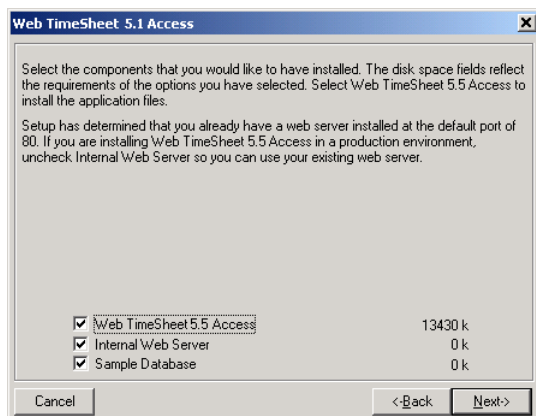 Web TimeSheet 5.1 Access
Select the components that you would like to have installed. The disk space fields reflect
the requirements of the options you have selected. Select Web TimeSheet 5.5 Access to
install the application files.
Setup has determined that you already have a web server installed at the default port of
80. If you are installing Web TimeSheet 5.5 Access in a production environment,
uncheck Internal Web Server so you can use your existing web server.
Web TimeSheet 5.5 Access 13430 k
Internal Web Server 0 k
Sample Database 0 k
Cancel <-Back Next->